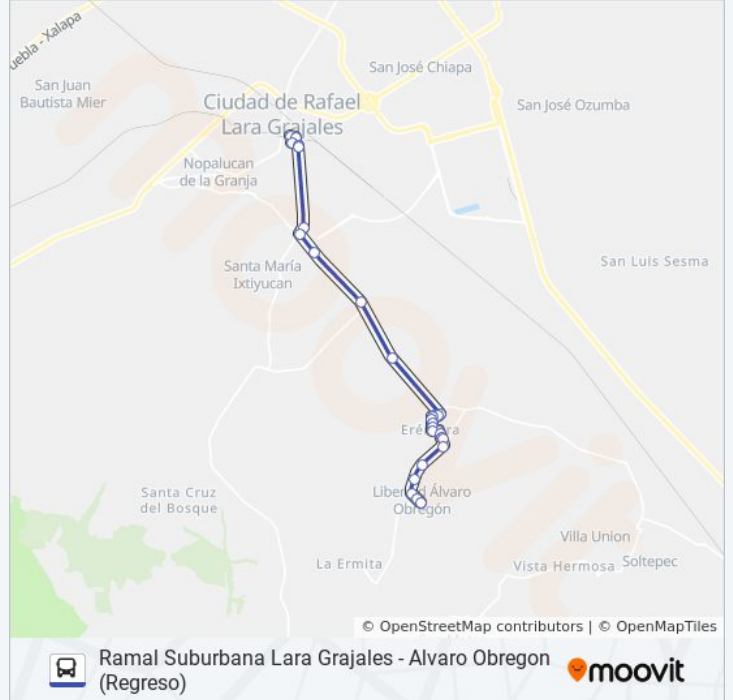 uebla - Xalapa
San José Chiapa
San Juan
Bautista Mier
Ciudad de Rafael
Lara Grajales
San José Ozumba
Nopalucan
de la Granja
Santa María
Ixtiyucan
San Luis Sesma
Santa Cruz
del Bosque
Obregón
Villa Union
La Ermita
Vista Hermosa
Soltepec
© OpenStreetMap contributors | © OpenMapTiles
Ramal Suburbana Lara Grajales - Alvaro Obregon
(Regreso)
moovit